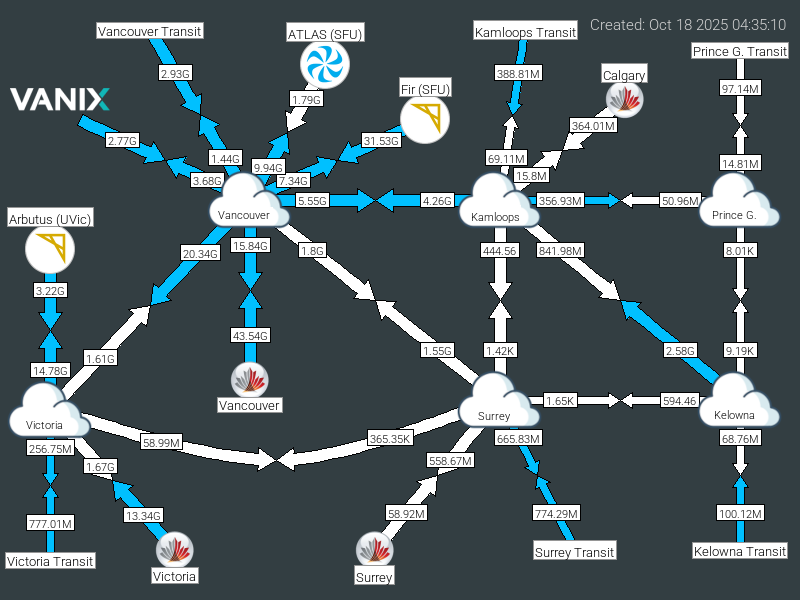 Created: Oct 18 2025 04:35:10
Vancouver Transit
ATLAS (SFU)
Kamloops Transit
Prince G. Transit
2.93G
388.81M
Calgary
97.14M
VANIX
1.79G
Fir (SFU)
364.01M
2.77G
31.53G
1.44G
69.11M
14.81M
9.94G
3.68G
7.34G
15.8M
5.55G
4.26G
356.93M
50.96M
Vancouver
Kamloops
Prince G.
Arbutus (UVic)
20.34G
15.84G
1.8G
444.56
841.98M
8.01K
3.22G
43.54G
14.78G
1.61G
1.55G
1.42K
2.58G
9.19K
Vancouver
1.65K
594.46
Victoria
Surrey
Kelowna
256.75M
58.99M
365.35K
665.83M
68.76M
1.67G
558.67M
777.01M
13.34G
58.92M
774.29M
100.12M
Victoria Transit
Victoria
Surrey
Surrey Transit
Kelowna Transit